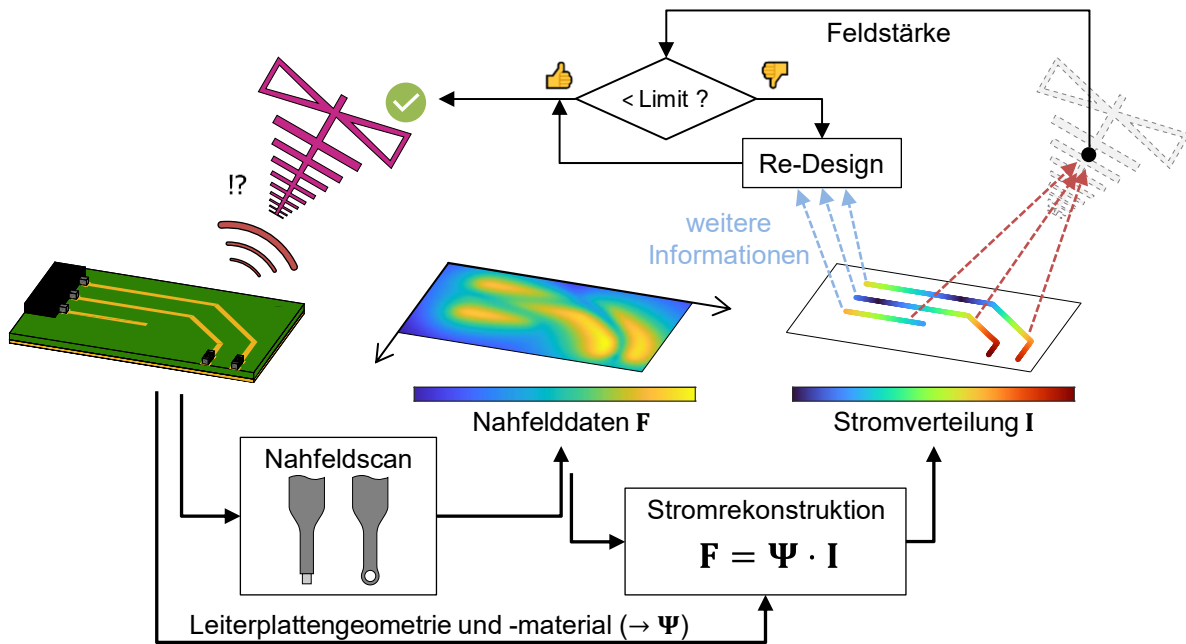 Feldstärke
< Limit ?
Re-Design
!?
weitere
Informationen
Nahfelddaten F
Stromverteilung I
Nahfeldscan
Stromrekonstruktion
F = Ψ · I
Leiterplattengeometrie und -material (→ Ψ)